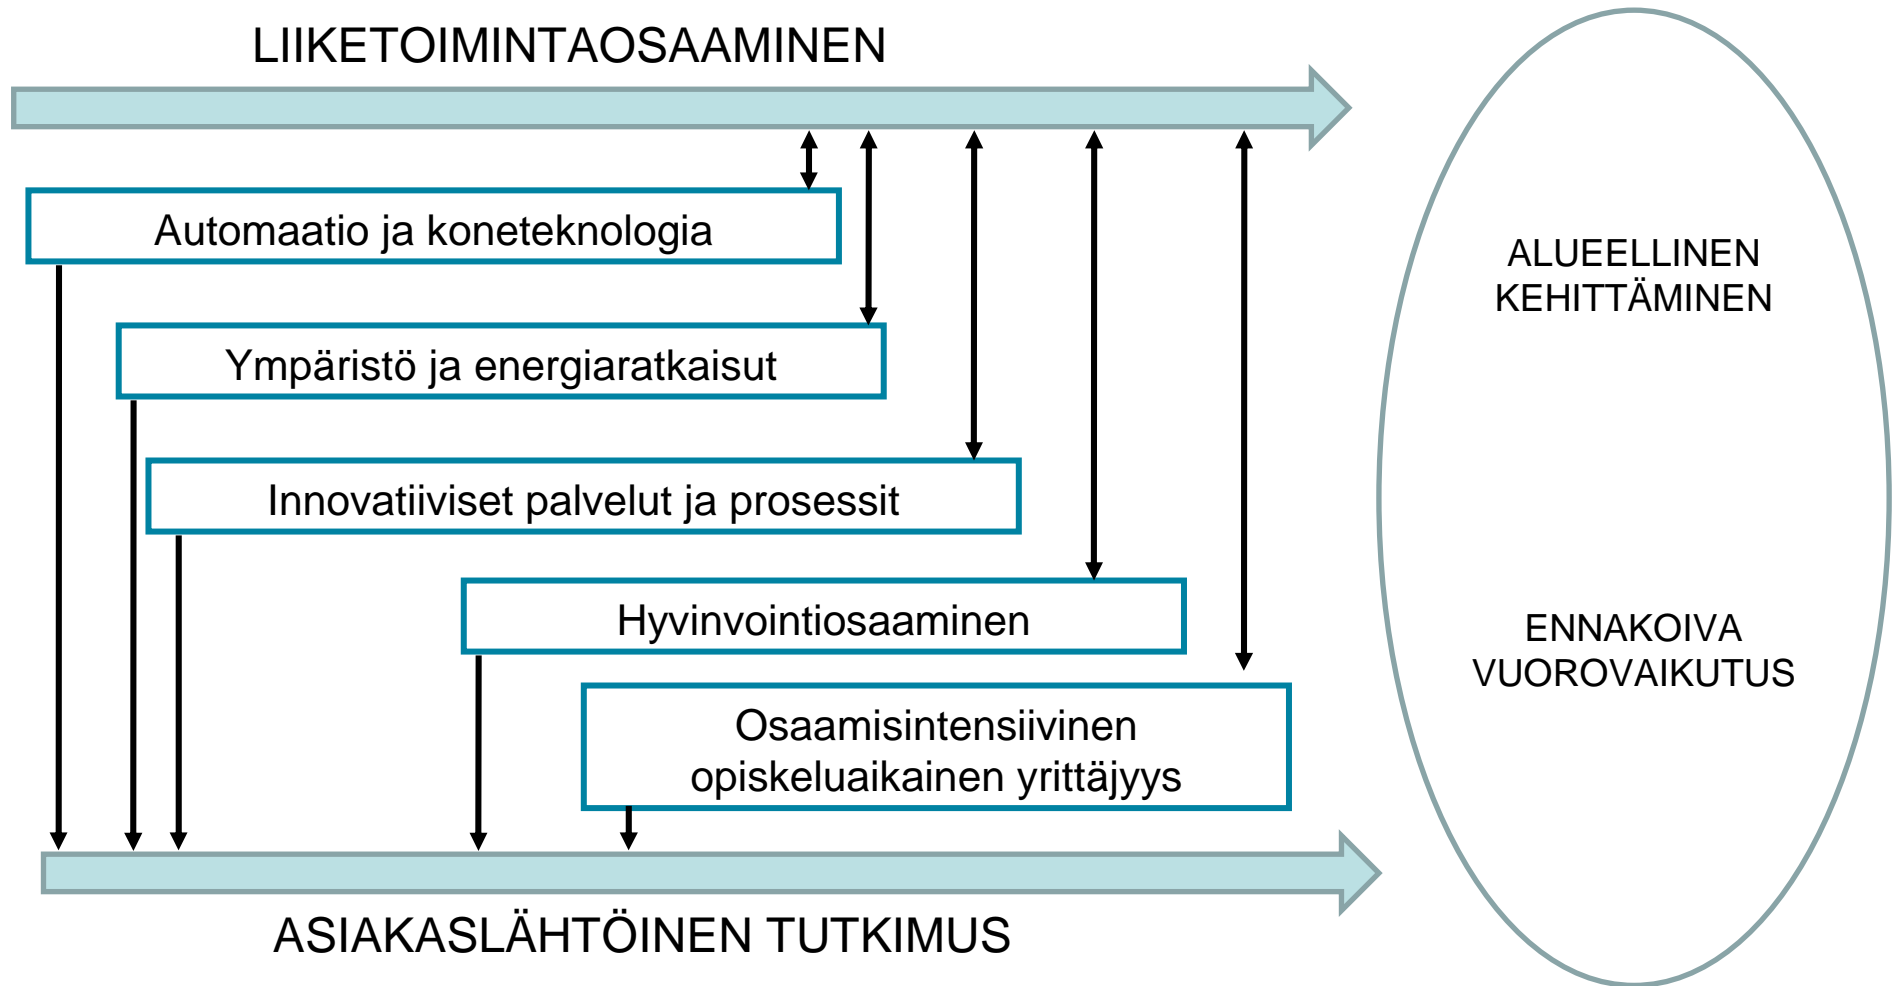 LIIKETOIMINTAOSAAMINEN
Automaatio ja koneteknologia
Ympäristö ja energiaratkaisut
Innovatiiviset palvelut ja prosessit
Hyvinvointiosaaminen
Osaamisintensiivinen
opiskeluaikainen yrittäjyys
ASIAKASLÄHTÖINEN TUTKIMUS
ALUEELLINEN
KEHITTÄMINEN
ENNAKOIVA
VUOROVAIKUTUS